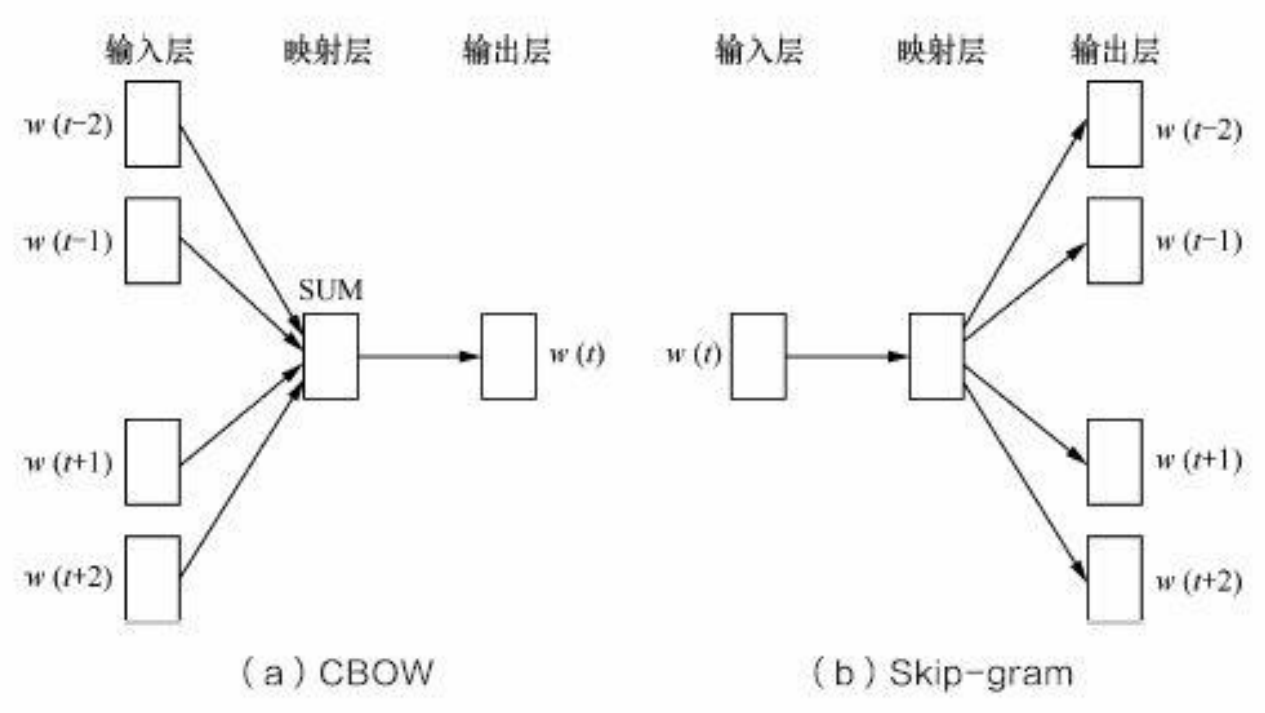 输入层 映射层 输出层
w (t−2)
w (t−1)
SUM
w (t)
w (t+1)
w (t+2)
(a) CBOW
输入层 映射层 输出层
w (t−2)
w (t−1)
w (t)
w (t+1)
w (t+2)
(b) Skip-gram